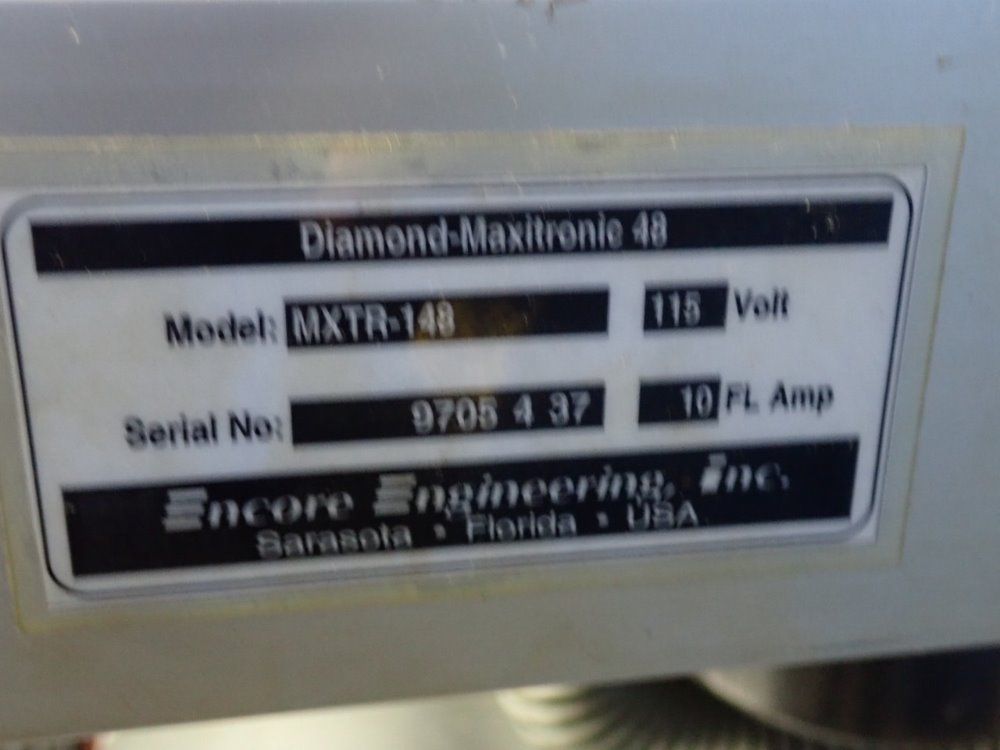 Diamond-Maxitronic 48
Model: MXTR-148 115 Volt
Serial No: 9705 4 37 10 FL Amp
Encore Engineering, Inc.
Sarasota • Florida • USA